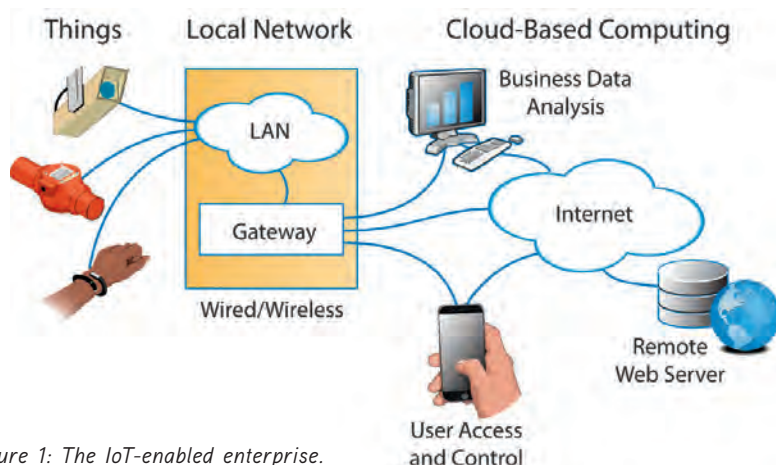 Things
Local Network
Cloud-Based Computing
Business Data
Analysis
LAN
Internet
Gateway
Wired/Wireless
Remote
Web Server
User Access
and Control
ure 1: The IoT-enabled enterprise.